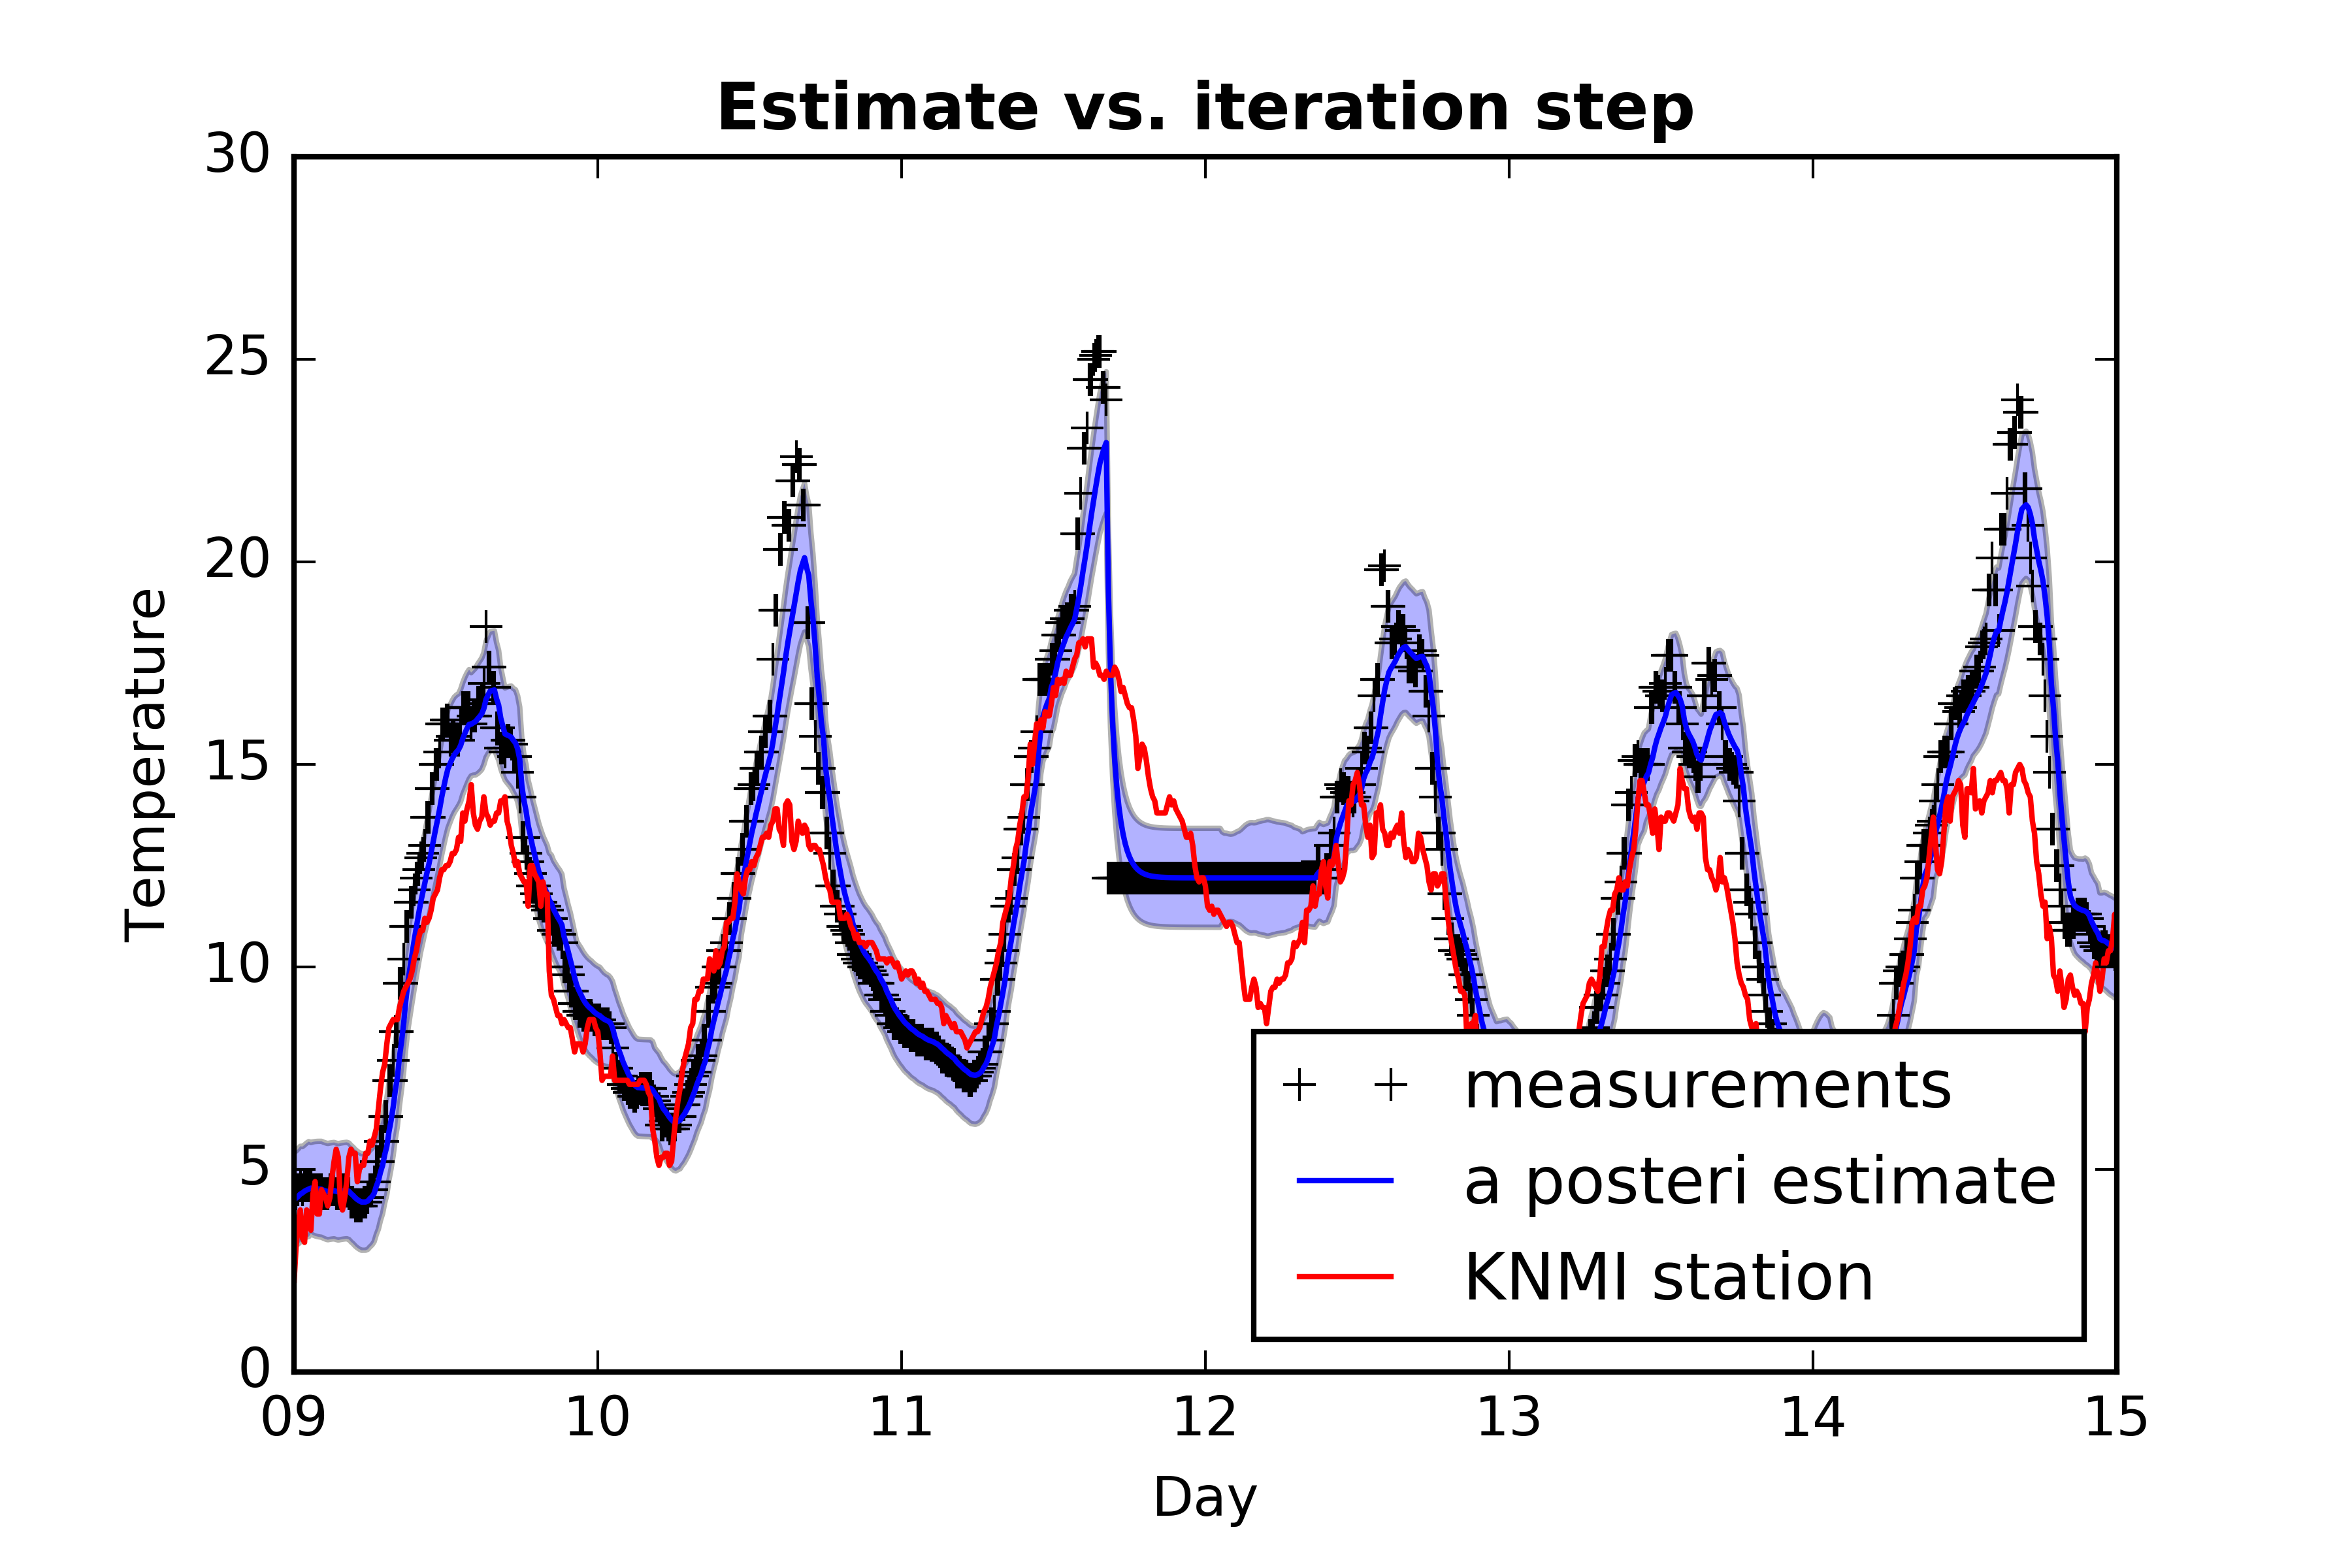 Estimate vs. iteration step
30
25
20
15
10
5
0
Temperature
09 10 11 12 13 14 15
Day
measurements
a posteri estimate
KNMI station